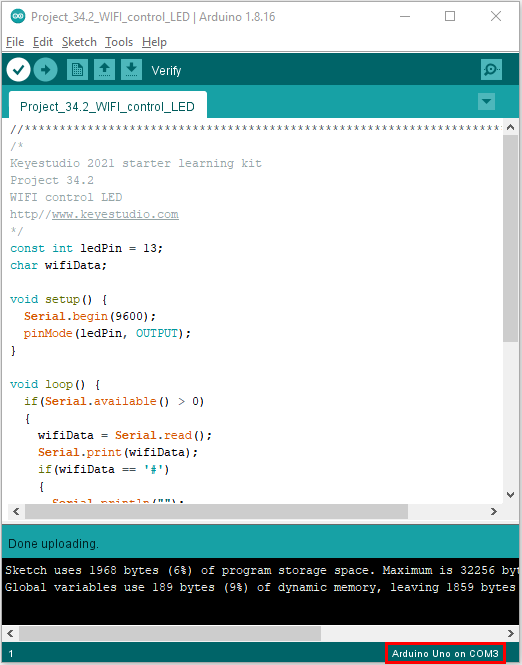 Project_34.2_WIFI_control_LED | Arduino 1.8.16
File Edit Sketch Tools Help
Verify
Project_34.2_WIFI_control_LED
//********************************************************************
/*
Keyestudio 2021 starter learning kit
Project 34.2
WIFI control LED
http//www.keyestudio.com
*/
const int ledPin = 13;
char wifiData;
void setup() {
Serial.begin(9600);
pinMode(ledPin, OUTPUT);
}
void loop() {
if(Serial.available() > 0)
{
wifiData = Serial.read();
Serial.print(wifiData);
if(wifiData == '#')
{
Serial.println("");
Done uploading.
Sketch uses 1968 bytes (6%) of program storage space. Maximum is 32256 byt
Global variables use 189 bytes (9%) of dynamic memory, leaving 1859 bytes
1
Arduino Uno on COM3